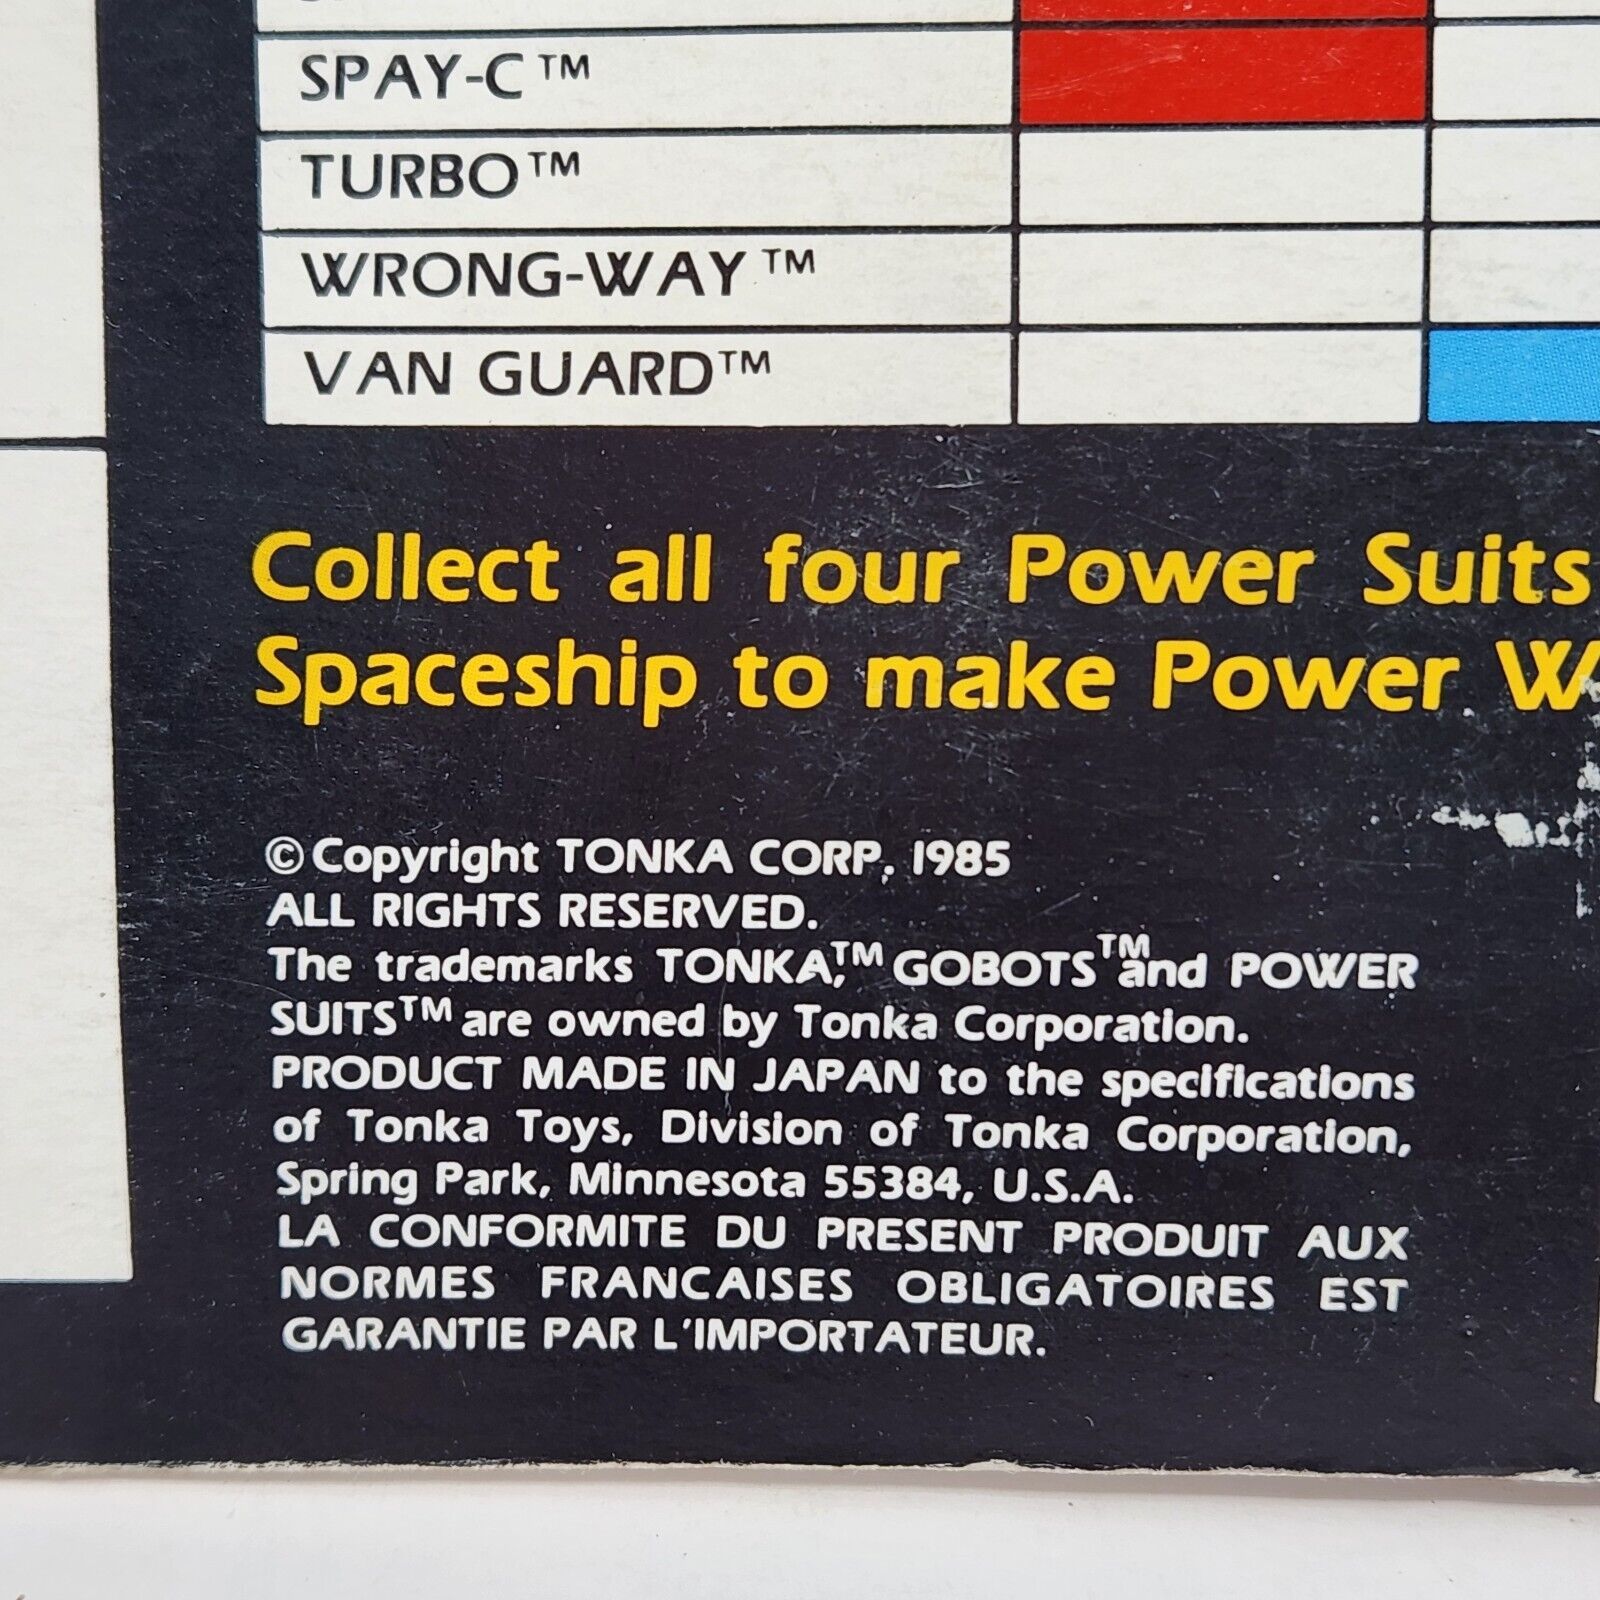 SPAY-C™
TURBO™
WRONG-WAY™
VAN GUARD™
Collect all four Power Suits
Spaceship to make Power
© Copyright TONKA CORP. 1985
ALL RIGHTS RESERVED.
The trademarks TONKA,™ GOBOTS™ and POWER
SUITS™ are owned by Tonka Corporation.
PRODUCT MADE IN JAPAN to the specifications
of Tonka Toys, Division of Tonka Corporation,
Spring Park, Minnesota 55384, U.S.A.
LA CONFORMITE DU PRESENT PRODUIT AUX
NORMES FRANCAISES OBLIGATOIRES EST
GARANTIE PAR L'IMPORTATEUR.